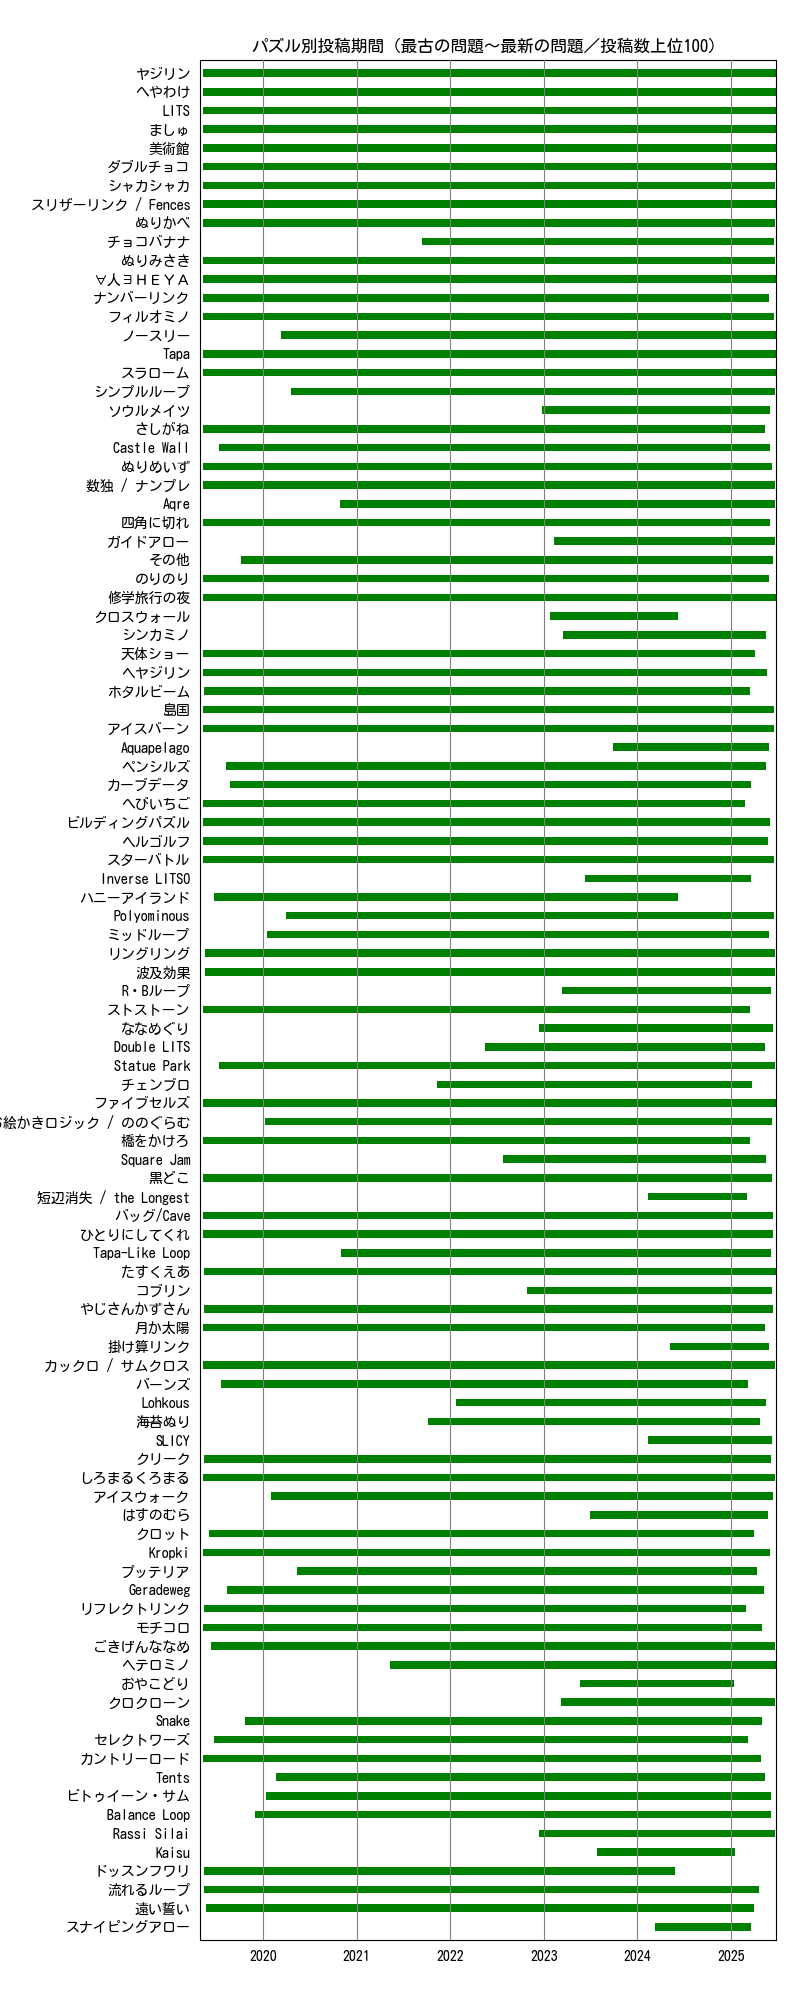 パズル別投稿期間（最古の問題～最新の問題／投稿数上位100）
ヤジリン
へやわけ
LITS
ましゅ
美術館
ダブルチョコ
シャカシャカ
スリザーリンク / Fences
ぬりかべ
チョコバナナ
ぬりみさき
∀人∃ＨＥＹＡ
ナンバーリンク
フィルオミノ
ノースリー
Tapa
スラローム
シンプルループ
ソウルメイツ
さしがね
Castle Wall
ぬりめいず
数独 / ナンプレ
Aqre
四角に切れ
ガイドアロー
その他
のりのり
修学旅行の夜
クロスウォール
シンカミノ
天体ショー
ヘヤジリン
ホタルビーム
島国
アイスバーン
Aquapelago
ペンシルズ
カーブデータ
へびいちご
ビルディングパズル
ヘルゴルフ
スターバトル
Inverse LITSO
ハニーアイランド
Polyominous
ミッドループ
リングリング
波及効果
R・Bループ
ストストーン
ななめぐり
Double LITS
Statue Park
チェンブロ
ファイブセルズ
絵かきロジック / ののぐらむ
橋をかけろ
Square Jam
黒どこ
短辺消失 / the Longest
バッグ/Cave
ひとりにしてくれ
Tapa-Like Loop
たすくえあ
コブリン
やじさんかずさん
月か太陽
掛け算リンク
カックロ / サムクロス
バーンズ
Lohkous
海苔ぬり
SLICY
クリーク
しろまるくろまる
アイスウォーク
はすのむら
クロット
Kropki
プッテリア
Geradeweg
リフレクトリンク
モチコロ
ごきげんななめ
ヘテロミノ
おやこどり
クロクローン
Snake
セレクトワーズ
カントリーロード
Tents
ビトゥイーン・サム
Balance Loop
Rassi Silai
Kaisu
ドッスンフワリ
流れるループ
遠い誓い
スナイピングアロー
2020 2021 2022 2023 2024 2025